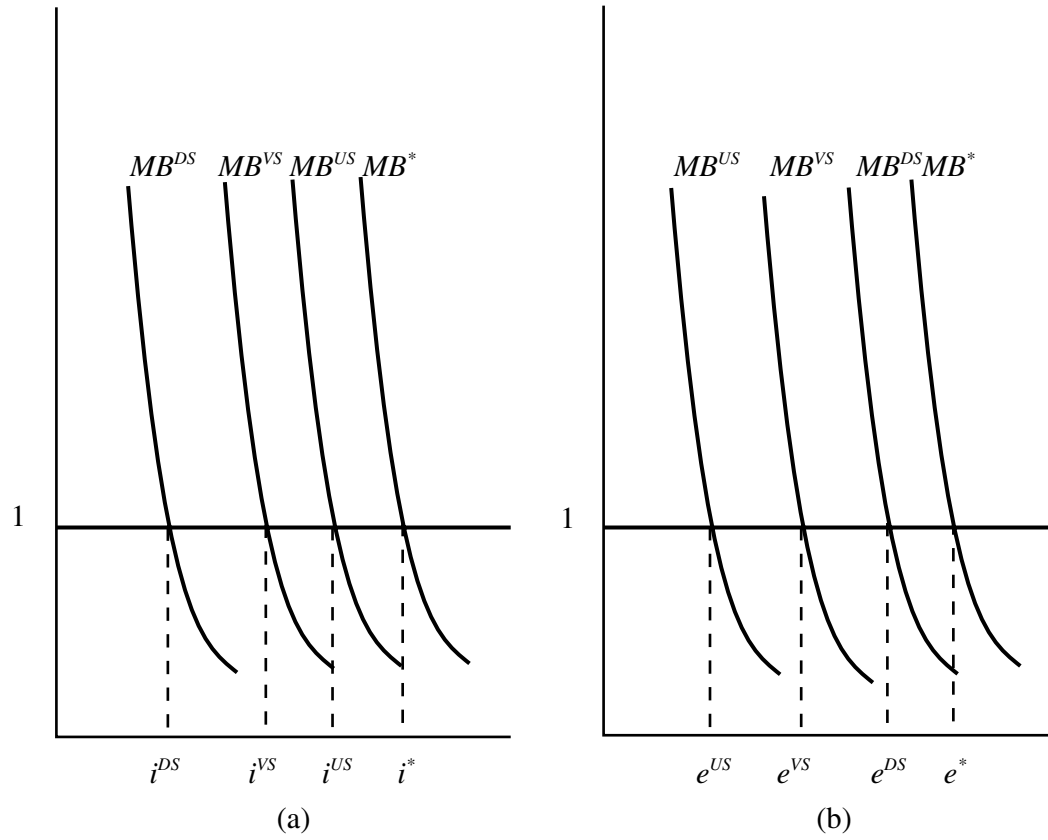 MB^DS MB^VS MB^US MB^*
1
i^DS i^VS i^US i^*
(a)
MB^US MB^VS MB^DS MB^*
1
e^US e^VS e^DS e^*
(b)